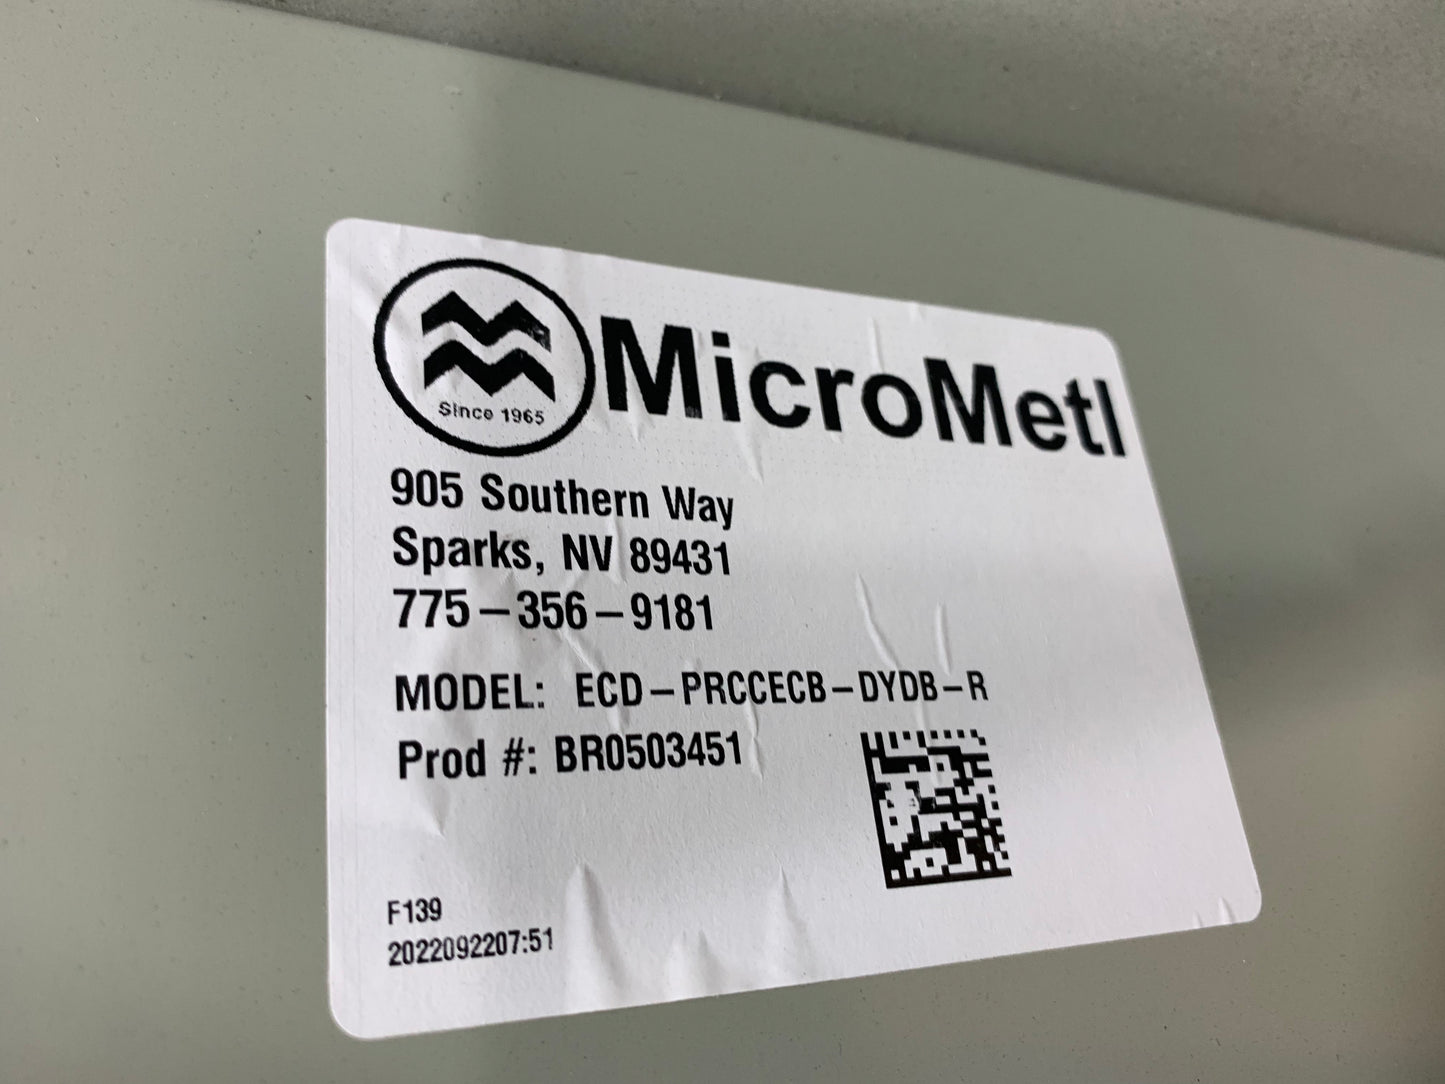 MicroMetl
Since 1965
905 Southern Way
Sparks, NV 89431
775-356-9181
MODEL: ECD-PRCCECB-DYDB-R
Prod #: BR0503451
F139
2022092207:51